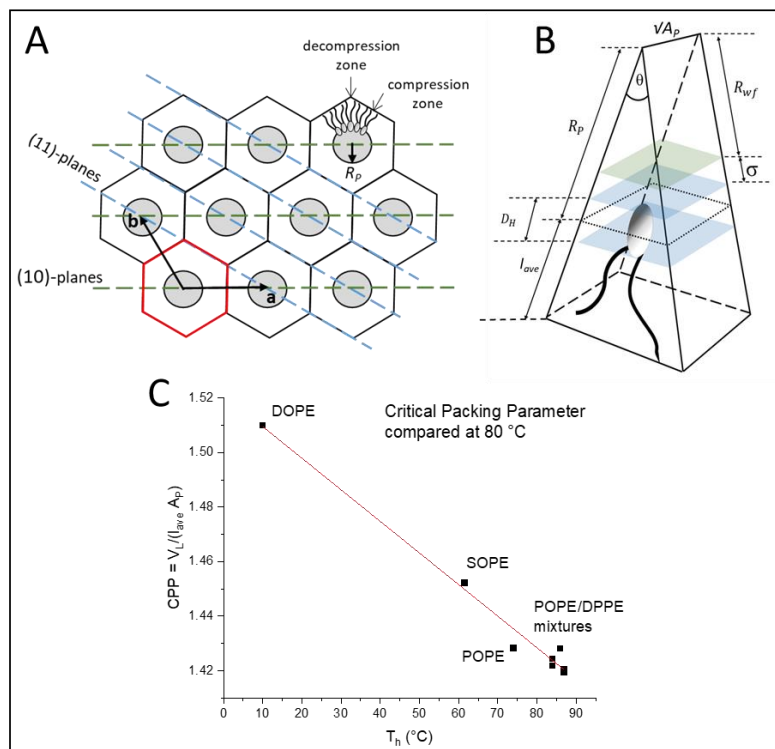 A
decompression
zone
compression
zone
R_P
(11)-planes
b
(10)-planes
a
B
√A_P
θ
R_wf
R_P
σ
D_H
l_ave
C
Critical Packing Parameter
compared at 80 °C
DOPE
SOPE
POPE/DPPE
mixtures
POPE
CPP = V_L/(l_ave A_P)
1.52
1.50
1.48
1.46
1.44
1.42
0 10 20 30 40 50 60 70 80 90
T_h (°C)